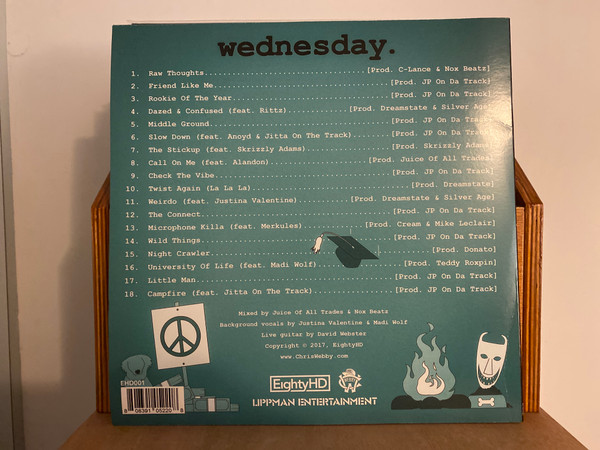 wednesday.
1. Raw Thoughts................................[Prod. C-Lance & Nox Beatz]
2. Friend Like Me................................[Prod. JP On Da Track]
3. Rookie Of The Year............................[Prod. JP On Da Track]
4. Dazed & Confused (feat. Rittz)............[Prod. Dreamstate & Silver Age]
5. Middle Ground................................[Prod. JP On Da Track]
6. Slow Down (feat. Anoyd & Jitta On The Track)........[Prod. JP On Da Track]
7. The Stickup (feat. Skrizzly Adams)................[Prod. Skrizzly Adams]
8. Call On Me (feat. Alandon)....................[Prod. Juice Of All Trades]
9. Check The Vibe................................[Prod. JP On Da Track]
10. Twist Again (La La La)............................[Prod. Dreamstate]
11. Weirdo (feat. Justina Valentine)..........[Prod. Dreamstate & Silver Age]
12. The Connect................................[Prod. JP On Da Track]
13. Microphone Killa (feat. Merkules)............[Prod. Cream & Mike Leclair]
14. Wild Things................................[Prod. JP On Da Track]
15. Night Crawler................................[Prod. Donato]
16. University Of Life (feat. Madi Wolf)................[Prod. Teddy Roxpin]
17. Little Man................................[Prod. JP On Da Track]
18. Campfire (feat. Jitta On The Track)................[Prod. JP On Da Track]
Mixed by Juice Of All Trades & Nox Beatz
Background vocals by Justina Valentine & Madi Wolf
Live guitar by David Webster
Copyright © 2017, EightyHD
www.ChrisWebby.com
EHD001
8 06391 05220 8
EightyHD
LIPPMAN ENTERTAINMENT